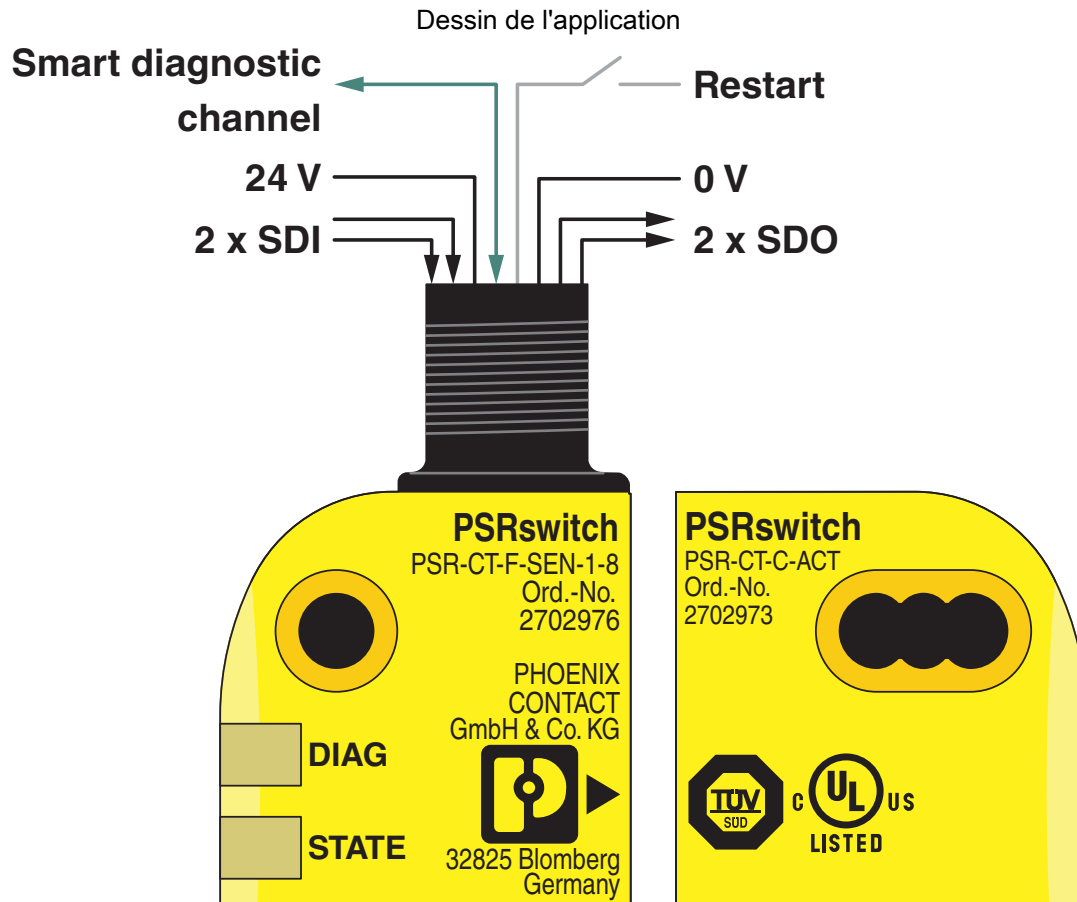 Dessin de l'application
Smart diagnostic
channel
Restart
24 V
0 V
2 x SDI
2 x SDO
PSRswitch
PSR-CT-F-SEN-1-8
Ord.-No.
2702976
PHOENIX
CONTACT
GmbH & Co. KG
DIAG
STATE
32825 Blomberg
Germany
PSRswitch
PSR-CT-C-ACT
Ord.-No.
2702973
TÜV
SÜD
C UL US
LISTED